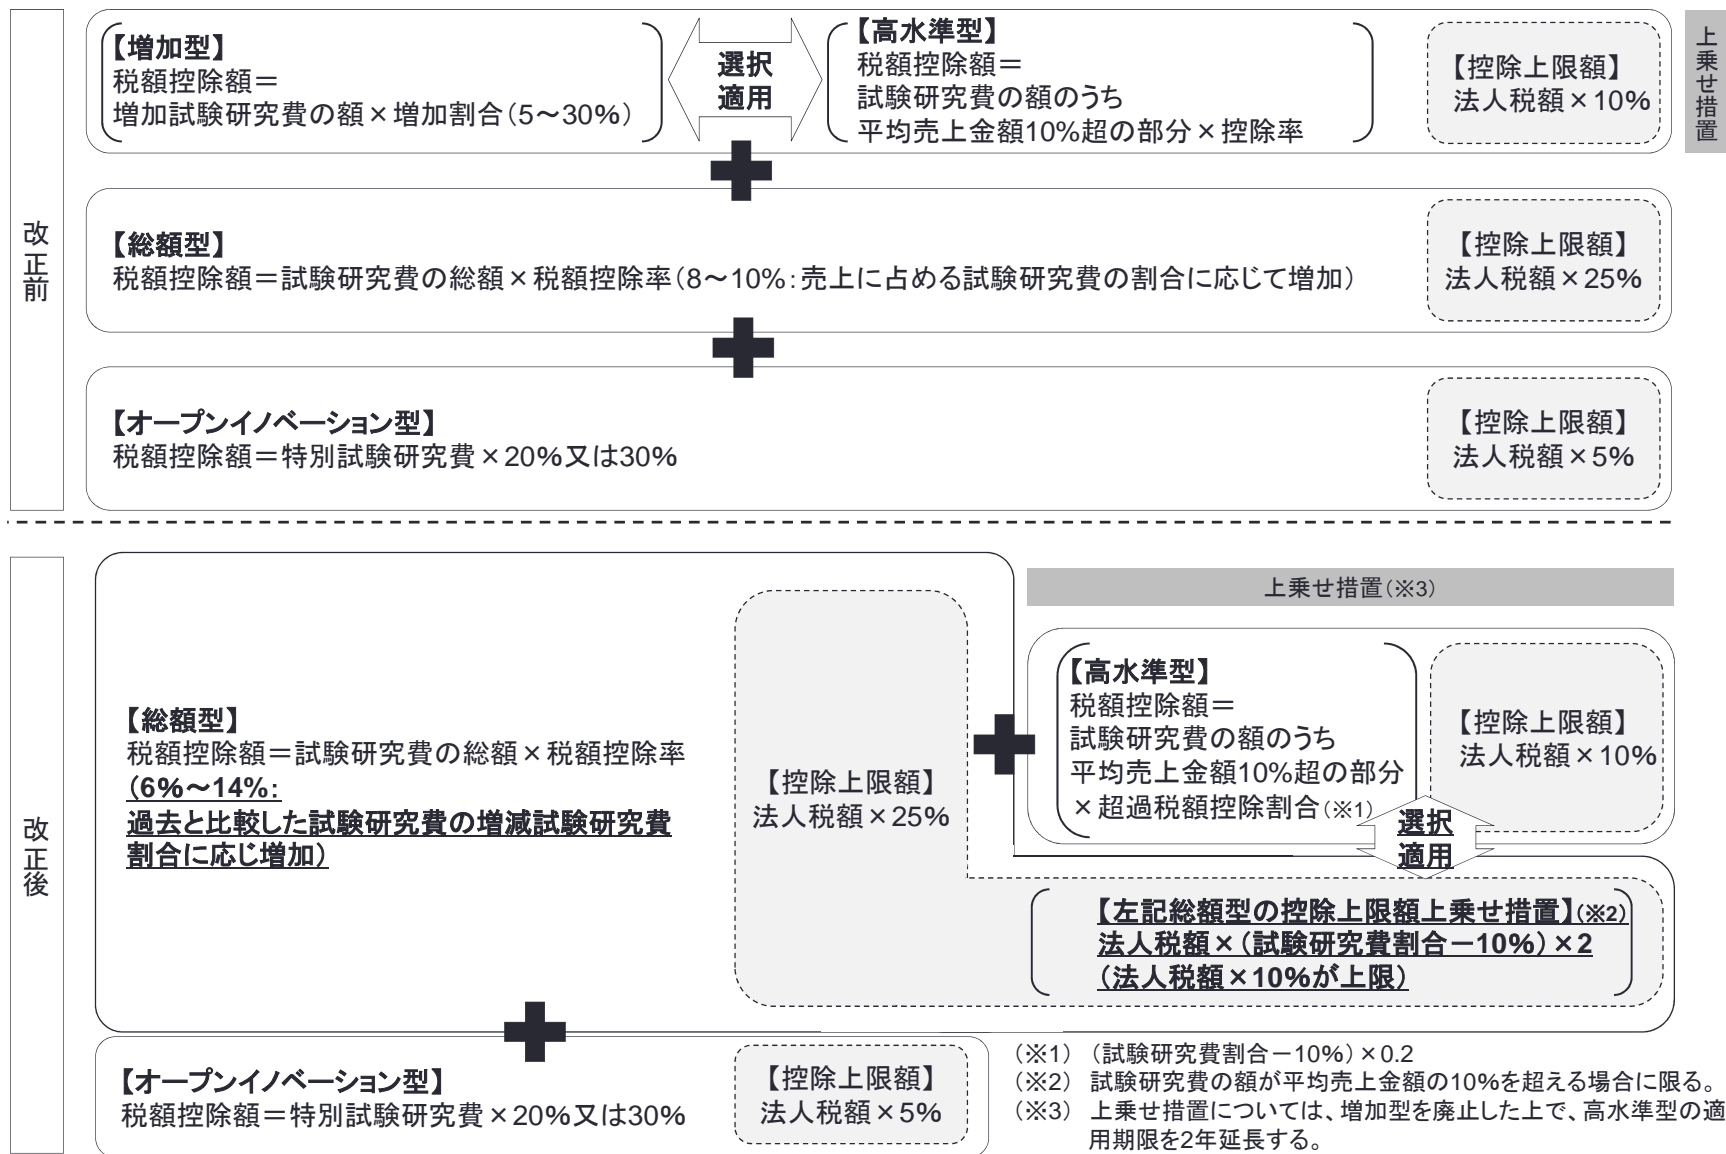 改正前
【増加型】
税額控除額＝
増加試験研究費の額×増加割合（5～30%）
選択
適用
【高水準型】
税額控除額＝
試験研究費の額のうち
平均売上金額10%超の部分×控除率
【控除上限額】
法人税額×10%
上乗せ措置
【総額型】
税額控除額＝試験研究費の総額×税額控除率（8～10%：売上に占める試験研究費の割合に応じて増加）
【控除上限額】
法人税額×25%
【オープンイノベーション型】
税額控除額＝特別試験研究費×20%又は30%
【控除上限額】
法人税額×5%
改正後
【総額型】
税額控除額＝試験研究費の総額×税額控除率
（6%～14%：
過去と比較した試験研究費の増減試験研究費
割合に応じ増加）
【控除上限額】
法人税額×25%
上乗せ措置（※3）
【高水準型】
税額控除額＝
試験研究費の額のうち
平均売上金額10%超の部分
×超過税額控除割合（※1）
【控除上限額】
法人税額×10%
選択
適用
【左記総額型の控除上限額上乗せ措置】（※2）
法人税額×（試験研究費割合－10%）×2
（法人税額×10%が上限）
【オープンイノベーション型】
税額控除額＝特別試験研究費×20%又は30%
【控除上限額】
法人税額×5%
（※1） （試験研究費割合－10%）×0.2
（※2） 試験研究費の額が平均売上金額の10%を超える場合に限る。
（※3） 上乗せ措置については、増加型を廃止した上で、高水準型の適
用期限を2年延長する。